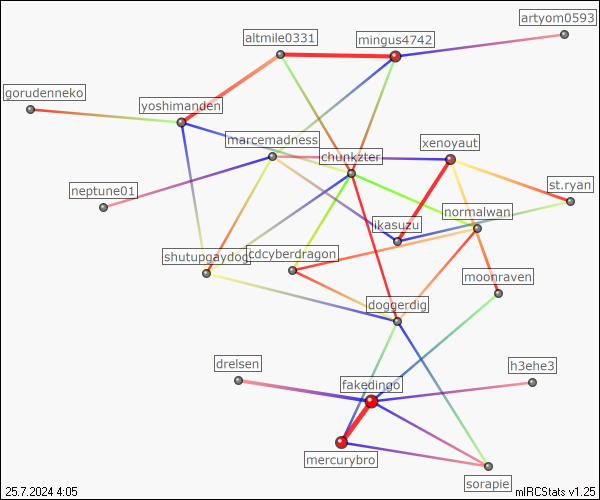 artyom0593
altmile0331
mingus4742
gorudenneko
yoshimanden
marcemadness
xenoyaut
chunkzter
neptune01
st.ryan
normalwan
ikasuzu
shutupgaydog
cdcyberdragon
moonraven
doggerdig
drelsen
h3ehe3
fakedingo
mercurybro
sorapie
25.7.2024 4:05
mIRCStats v1.25